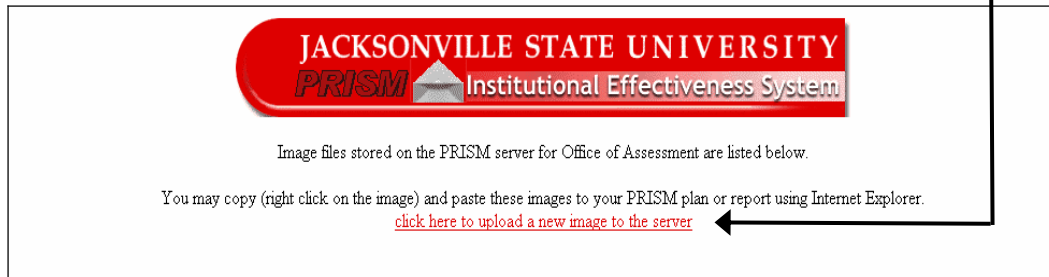 JACKSONVILLE STATE UNIVERSITY
PRISM Institutional Effectiveness System
Image files stored on the PRISM server for Office of Assessment are listed below.
You may copy (right click on the image) and paste these images to your PRISM plan or report using Internet Explorer.
click here to upload a new image to the server